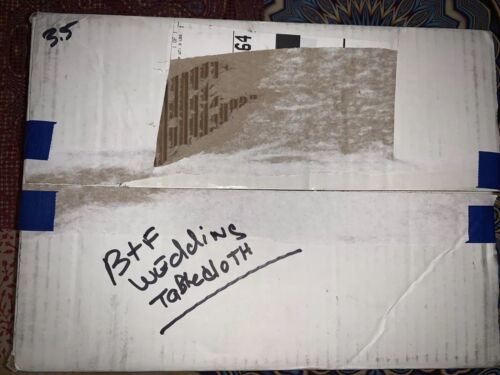 3.5
64
B+F
WEDDING
TaBleCloTH